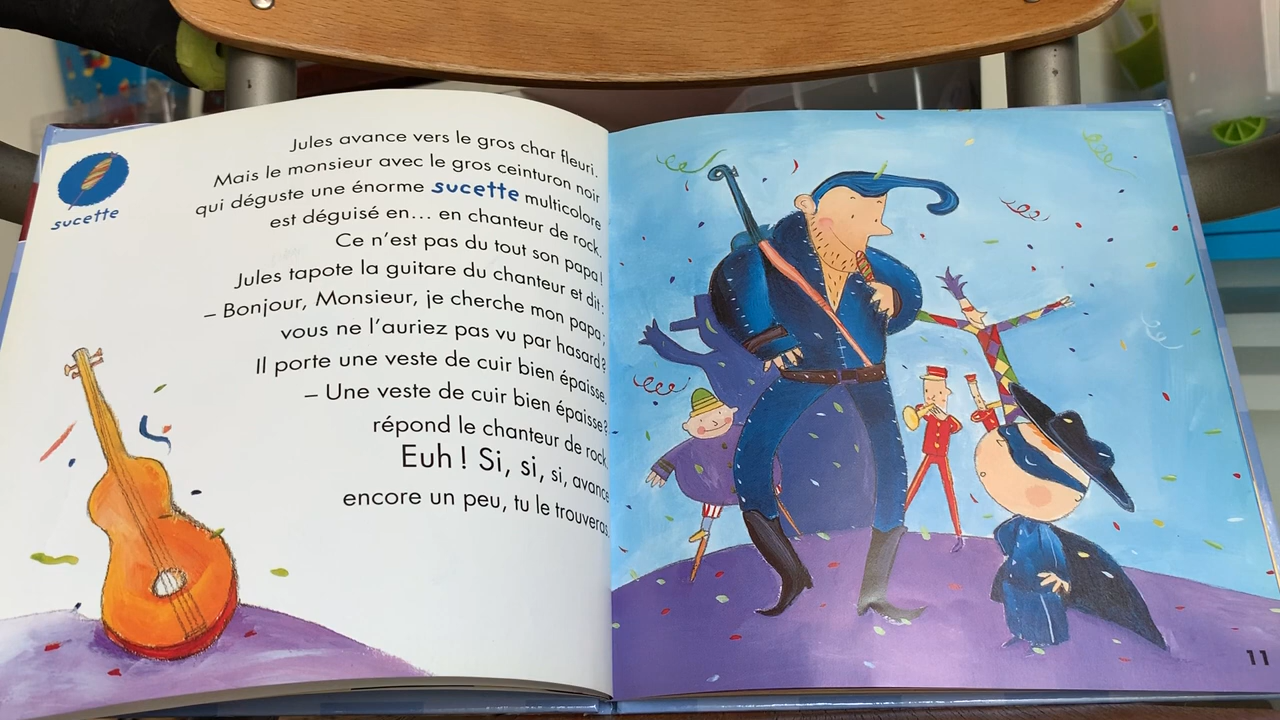 sucette
Jules avance vers le gros char fleuri.
Mais le monsieur avec le gros ceinturon noir
qui déguste une énorme sucette multicolore
est déguisé en... en chanteur de rock.
Ce n'est pas du tout son papa !
Jules tapote la guitare du chanteur et dit :
– Bonjour, Monsieur, je cherche mon papa ;
vous ne l'auriez pas vu par hasard ?
Il porte une veste de cuir bien épaisse.
– Une veste de cuir bien épaisse ?
répond le chanteur de rock.
Euh ! Si, si, si, avance
encore un peu, tu le trouveras.
11